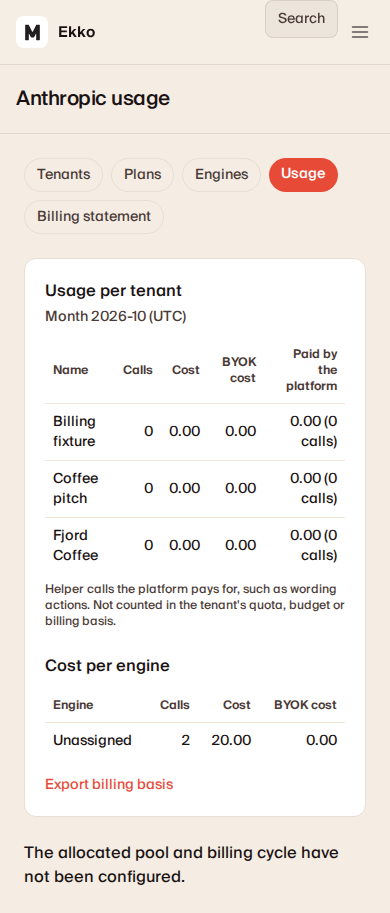 M Ekko
Search
Anthropic usage
Tenants Plans Engines Usage
Billing statement
Usage per tenant
Month 2026-10 (UTC)
Name Calls Cost BYOK cost Paid by the platform
Billing fixture 0 0.00 0.00 0.00 (0 calls)
Coffee pitch 0 0.00 0.00 0.00 (0 calls)
Fjord Coffee 0 0.00 0.00 0.00 (0 calls)
Helper calls the platform pays for, such as wording
actions. Not counted in the tenant's quota, budget or
billing basis.
Cost per engine
Engine Calls Cost BYOK cost
Unassigned 2 20.00 0.00
Export billing basis
The allocated pool and billing cycle have
not been configured.